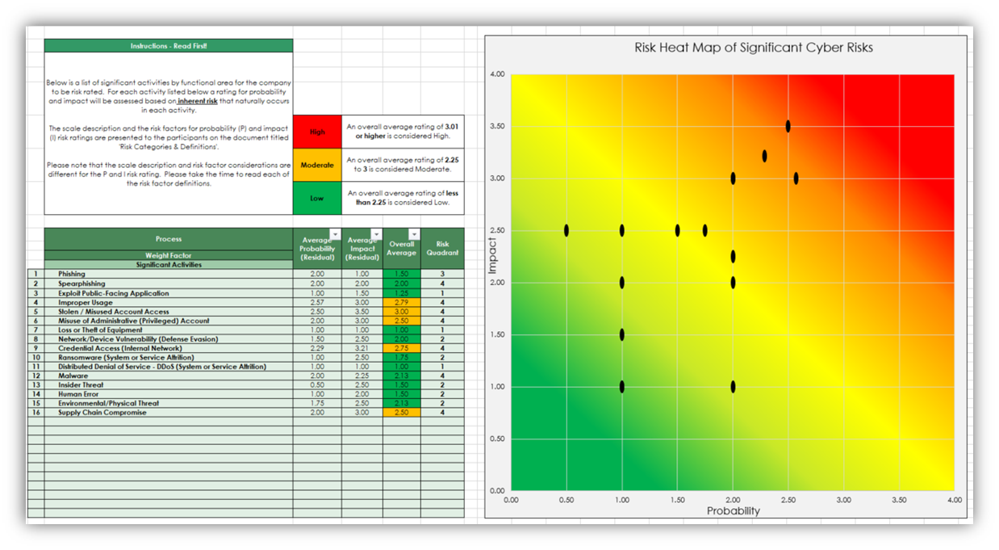 Instructions - Read First!
Below is a list of significant activities by functional area for the company
to be risk rated. For each activity listed below a rating for probability
and impact will be assessed based on inherent risk that naturally occurs
in each activity.
The scale description and the risk factors for probability (P) and impact
(I) risk ratings are presented to the participants on the document titled
'Risk Categories & Definitions'.
Please note that the scale description and risk factor considerations are
different for the P and I risk rating. Please take the time to read each of
the risk factor definitions.
High
An overall average rating of 3.01
or higher is considered High.
Moderate
An overall average rating of 2.25
to 3 is considered Moderate.
Low
An overall average rating of less
than 2.25 is considered Low.
Process
Weight Factor
Significant Activities
Average
Probability
(Residual)
Average
Impact
(Residual)
Overall
Average
Risk
Quadrant
1 Phishing 2.00 1.00 1.50 3
2 Spearphishing 2.00 2.00 2.00 4
3 Exploit Public-Facing Application 1.00 1.50 1.25 1
4 Improper Usage 2.57 3.00 2.79 4
5 Stolen / Misused Account Access 2.50 3.50 3.00 4
6 Misuse of Administrative (Privileged) Account 2.00 3.00 2.50 4
7 Loss or Theft of Equipment 1.00 1.00 1.00 1
8 Network/Device Vulnerability (Defense Evasion) 1.50 2.50 2.00 2
9 Credential Access (Internal Network) 2.29 3.21 2.75 4
10 Ransomware (System or Service Attrition) 1.00 2.50 1.75 2
11 Distributed Denial of Service - DDoS (System or Service Attrition) 1.00 1.00 1.00 1
12 Malware 2.00 2.25 2.13 4
13 Insider Threat 0.50 2.50 1.50 2
14 Human Error 1.00 2.00 1.50 2
15 Environmental/Physical Threat 1.75 2.50 2.13 2
16 Supply Chain Compromise 2.00 3.00 2.50 4
Risk Heat Map of Significant Cyber Risks
4.00
3.50
3.00
2.50
2.00
1.50
1.00
0.50
0.00
Impact
0.00 0.50 1.00 1.50 2.00 2.50 3.00 3.50 4.00
Probability